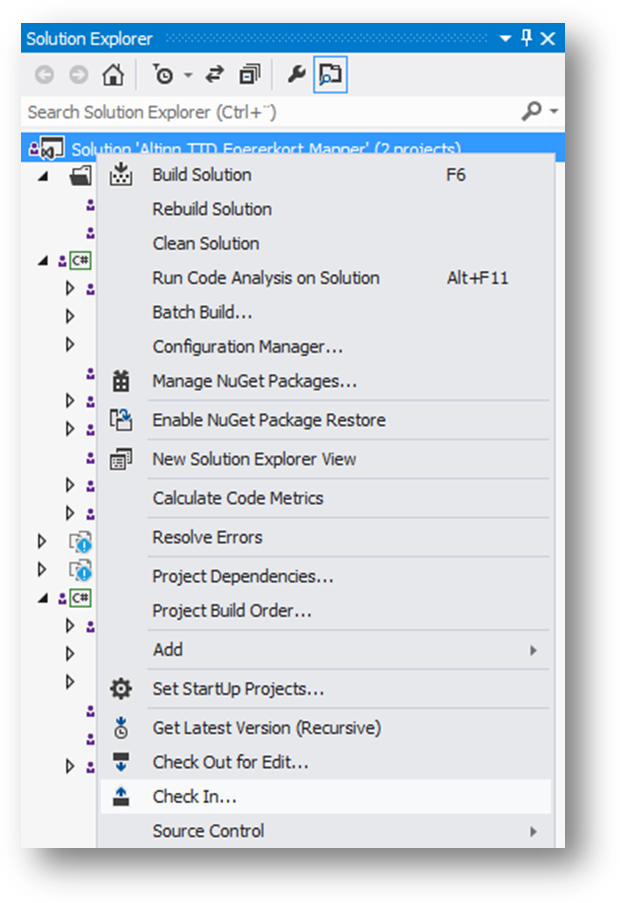 Solution Explorer
Search Solution Explorer (Ctrl+¨)
Solution 'Altinn.TTD.Foererkort.Mapper' (2 projects)
Build Solution F6
Rebuild Solution
Clean Solution
Run Code Analysis on Solution Alt+F11
Batch Build...
Configuration Manager...
Manage NuGet Packages...
Enable NuGet Package Restore
New Solution Explorer View
Calculate Code Metrics
Resolve Errors
Project Dependencies...
Project Build Order...
Add
Set StartUp Projects...
Get Latest Version (Recursive)
Check Out for Edit...
Check In...
Source Control
C#
C#